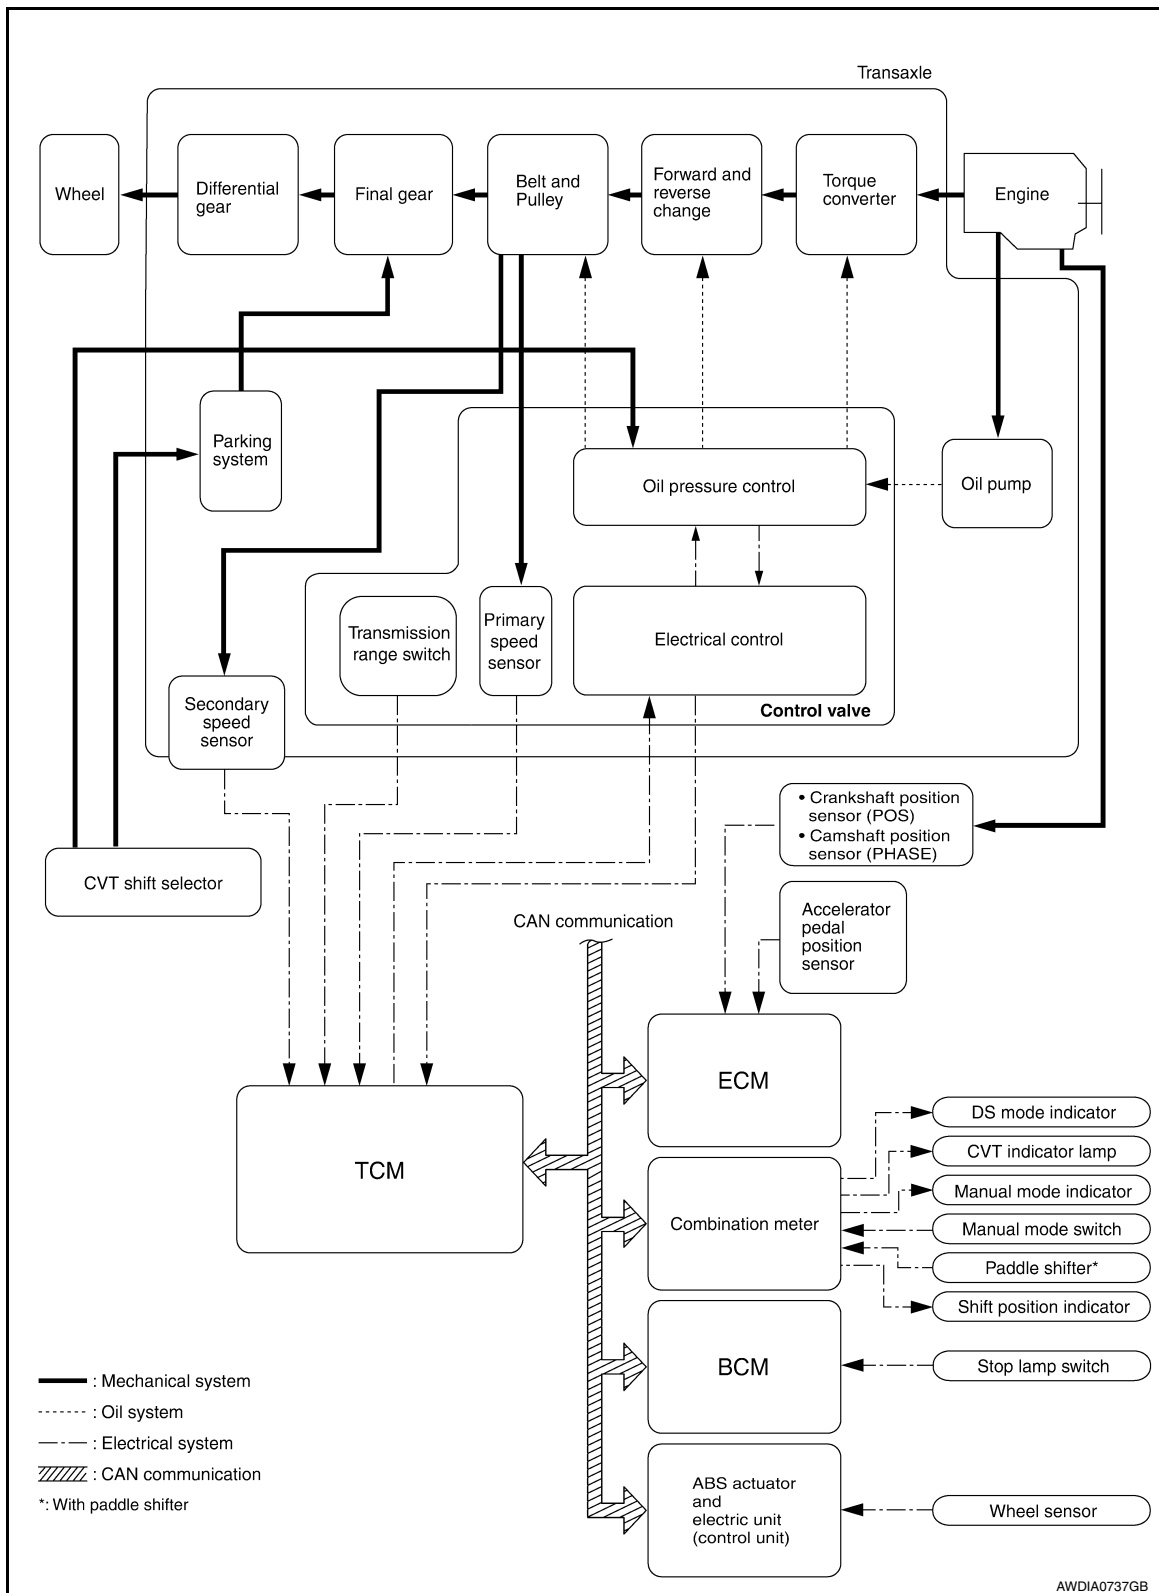 Transaxle
Wheel
Differential
gear
Final gear
Belt and
Pulley
Forward and
reverse
change
Torque
converter
Engine
Parking
system
Oil pressure control
Oil pump
Transmission
range switch
Primary
speed
sensor
Electrical control
Control valve
Secondary
speed
sensor
CVT shift selector
• Crankshaft position
sensor (POS)
• Camshaft position
sensor (PHASE)
Accelerator
pedal
position
sensor
CAN communication
ECM
TCM
Combination meter
DS mode indicator
CVT indicator lamp
Manual mode indicator
Manual mode switch
Paddle shifter*
Shift position indicator
BCM
Stop lamp switch
ABS actuator
and
electric unit
(control unit)
Wheel sensor
: Mechanical system
: Oil system
: Electrical system
: CAN communication
*: With paddle shifter
AWDIA0737GB